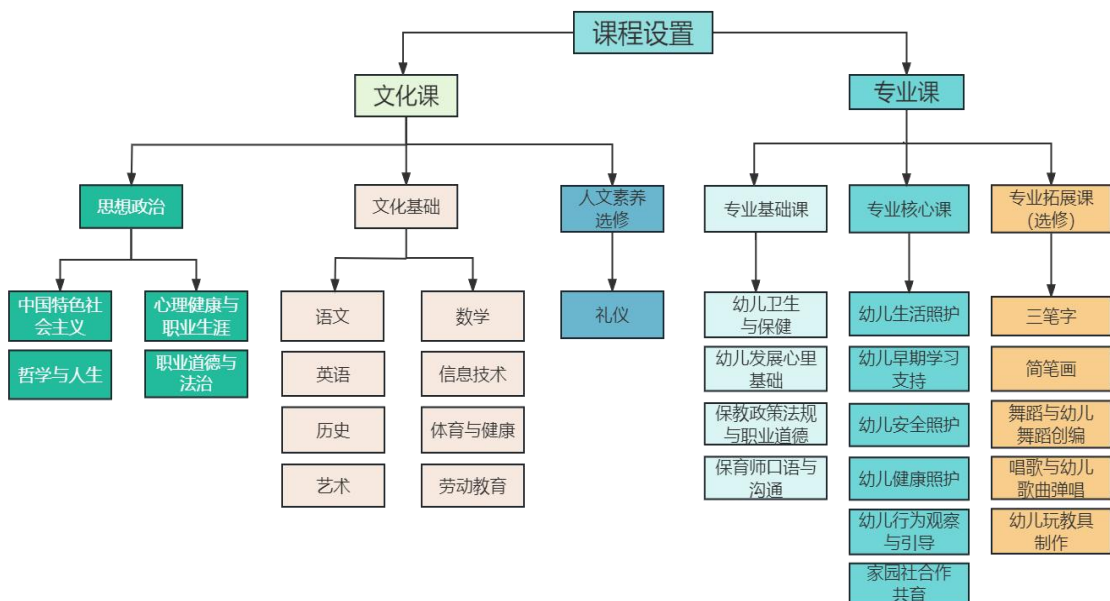 课程设置
文化课
专业课
思想政治
文化基础
人文素养
选修
专业基础课
专业核心课
专业拓展课
(选修)
中国特色社
会主义
心理健康与
职业生涯
哲学与人生
职业道德与
法治
语文
数学
英语
信息技术
历史
体育与健康
艺术
劳动教育
礼仪
幼儿卫生
与保健
幼儿发展心里
基础
保教政策法规
与职业道德
保育师口语与
沟通
幼儿生活照护
幼儿早期学习
支持
幼儿安全照护
幼儿健康照护
幼儿行为观察
与引导
家园社合作
共育
三笔字
简笔画
舞蹈与幼儿
舞蹈创编
唱歌与幼儿
歌曲弹唱
幼儿玩教具
制作